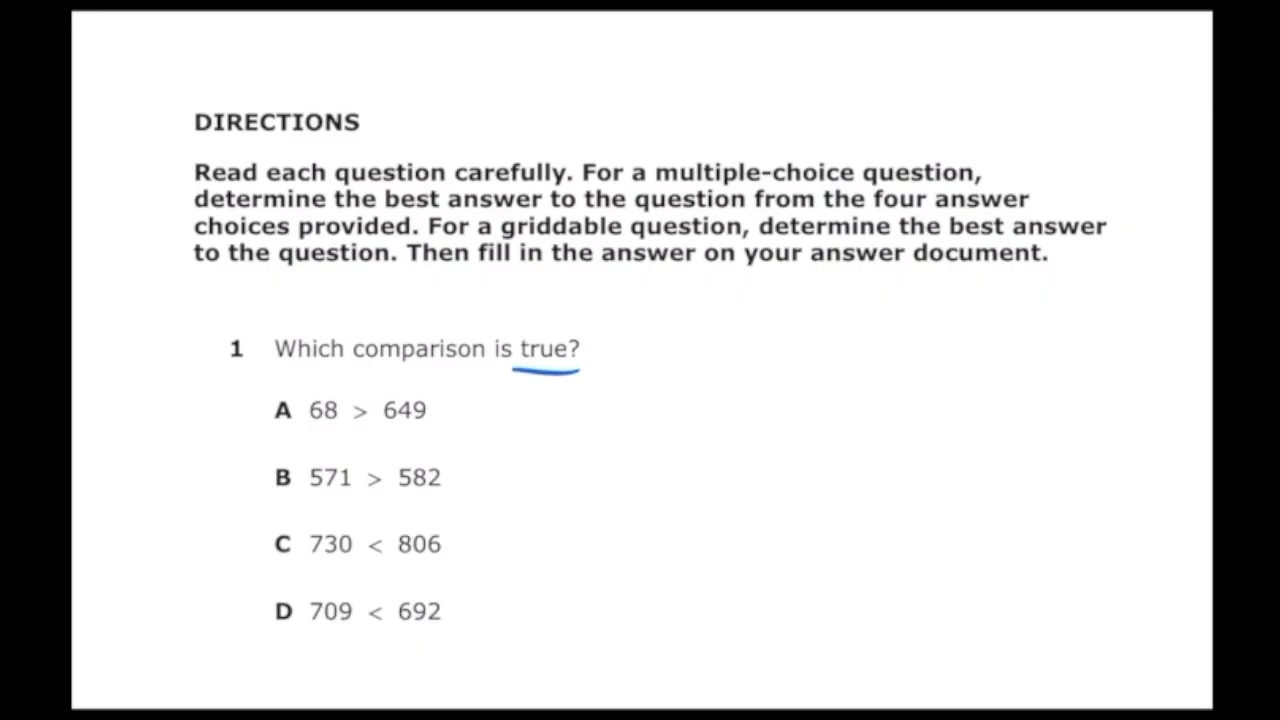 DIRECTIONS
Read each question carefully. For a multiple-choice question,
determine the best answer to the question from the four answer
choices provided. For a griddable question, determine the best answer
to the question. Then fill in the answer on your answer document.
1 Which comparison is true?
A 68 > 649
B 571 > 582
C 730 < 806
D 709 < 692